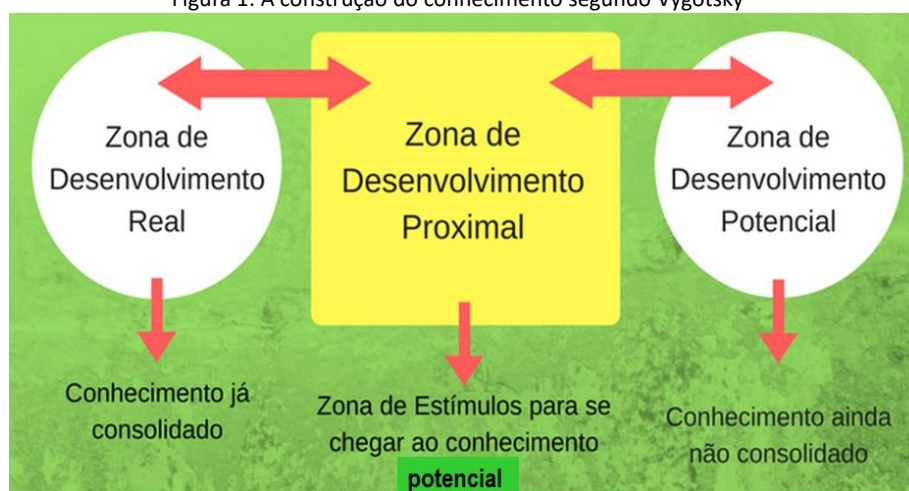 Figura 1: A construção do conhecimento segundo Vygotsky
Zona de
Desenvolvimento
Real
Zona de
Desenvolvimento
Proximal
Zona de
Desenvolvimento
Potencial
Conhecimento já
consolidado
Zona de Estímulos para se
chegar ao conhecimento
potencial
Conhecimento ainda
não consolidado